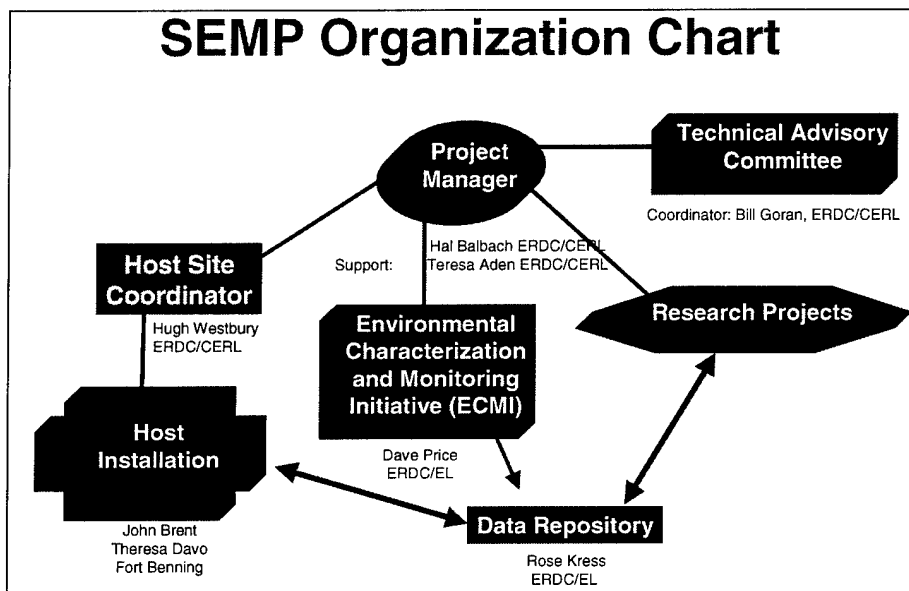 SEMP Organization Chart
Project
Manager
Technical Advisory
Committee
Coordinator: Bill Goran, ERDC/CERL
Hal Balbach ERDC/CERL
Support: Teresa Aden ERDC/CERL
Host Site
Coordinator
Hugh Westbury
ERDC/CERL
Environmental
Characterization
and Monitoring
Initiative (ECMI)
Dave Price
ERDC/EL
Research Projects
Host
Installation
John Brent
Theresa Davo
Fort Benning
Data Repository
Rose Kress
ERDC/EL